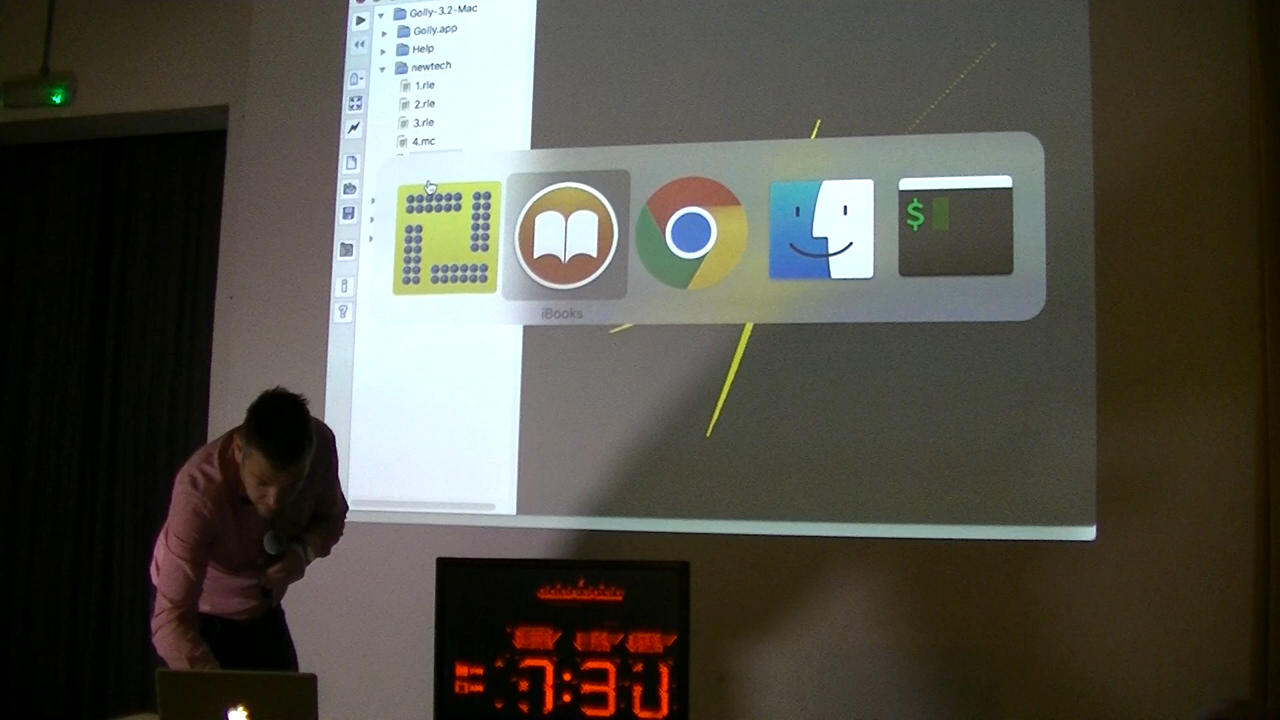 Golly-3.2-Mac
Golly.app
Help
newtech
1.rle
2.rle
3.rle
4.mc
$
iBooks
?
7:30